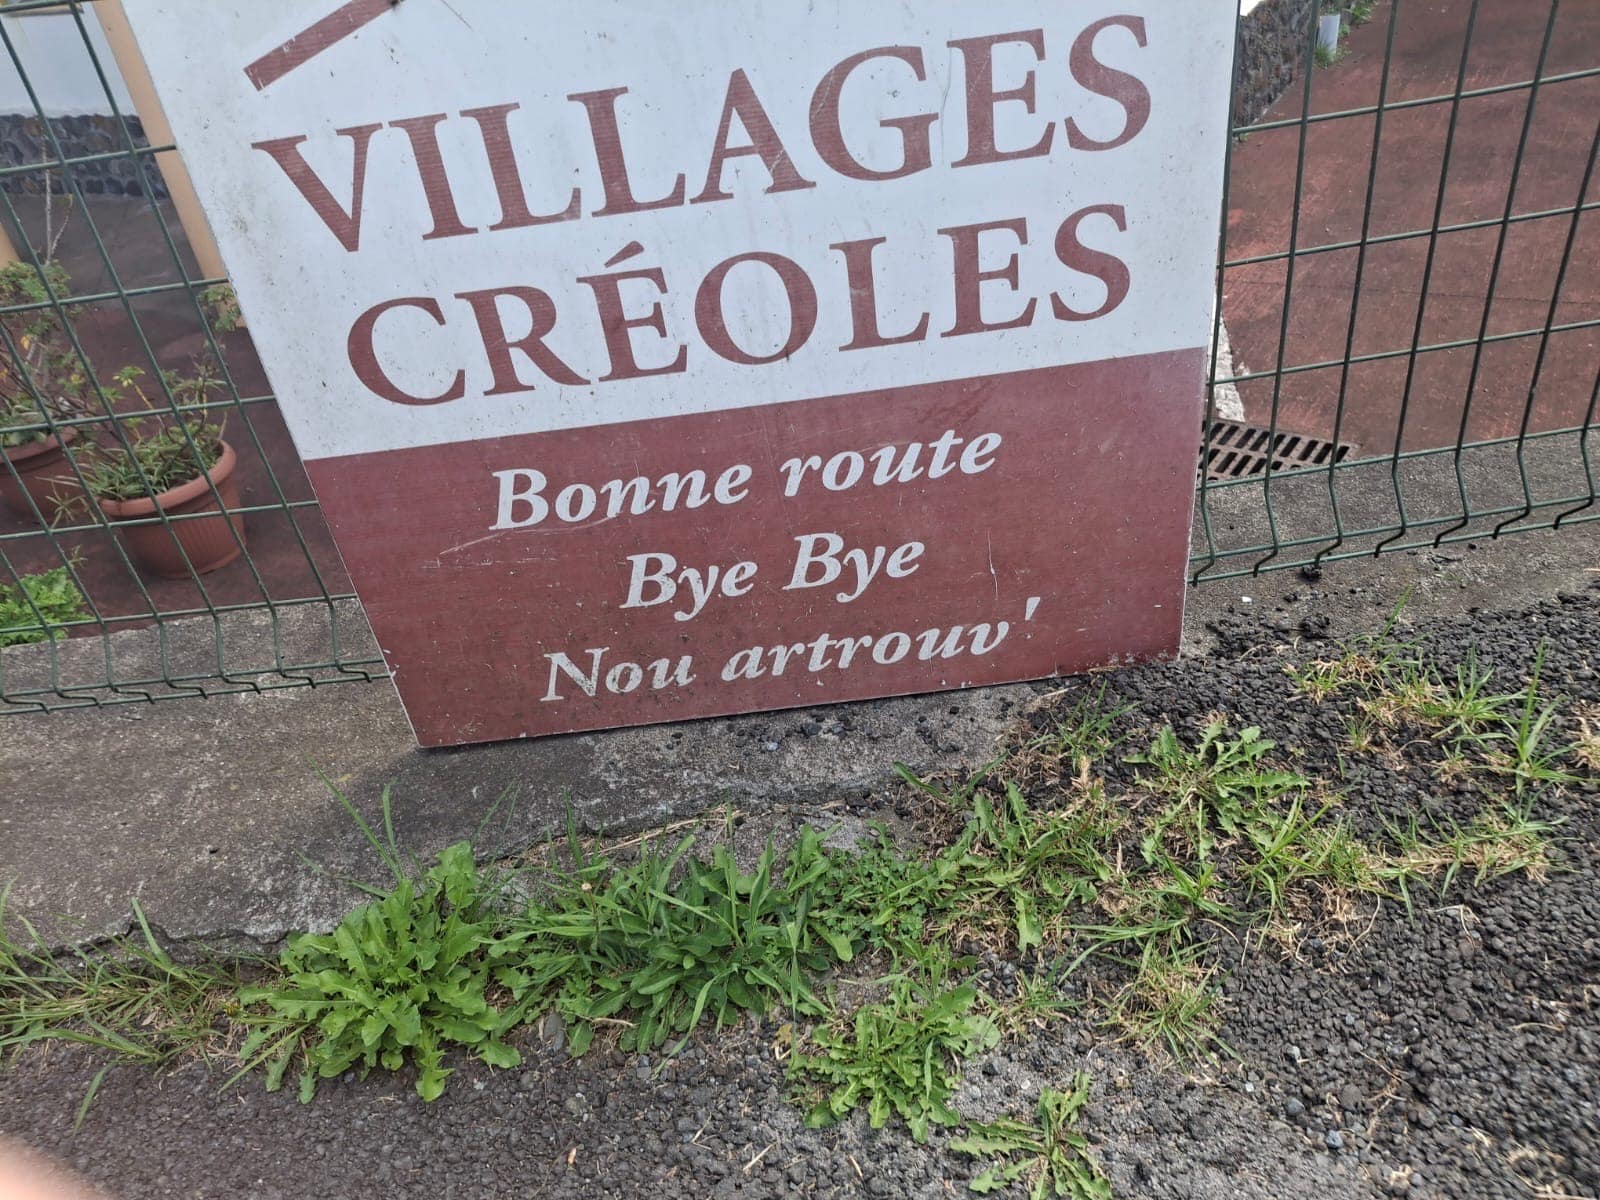 VILLAGES
CRÉOLES
Bonne route
Bye Bye
Nou artrouv'